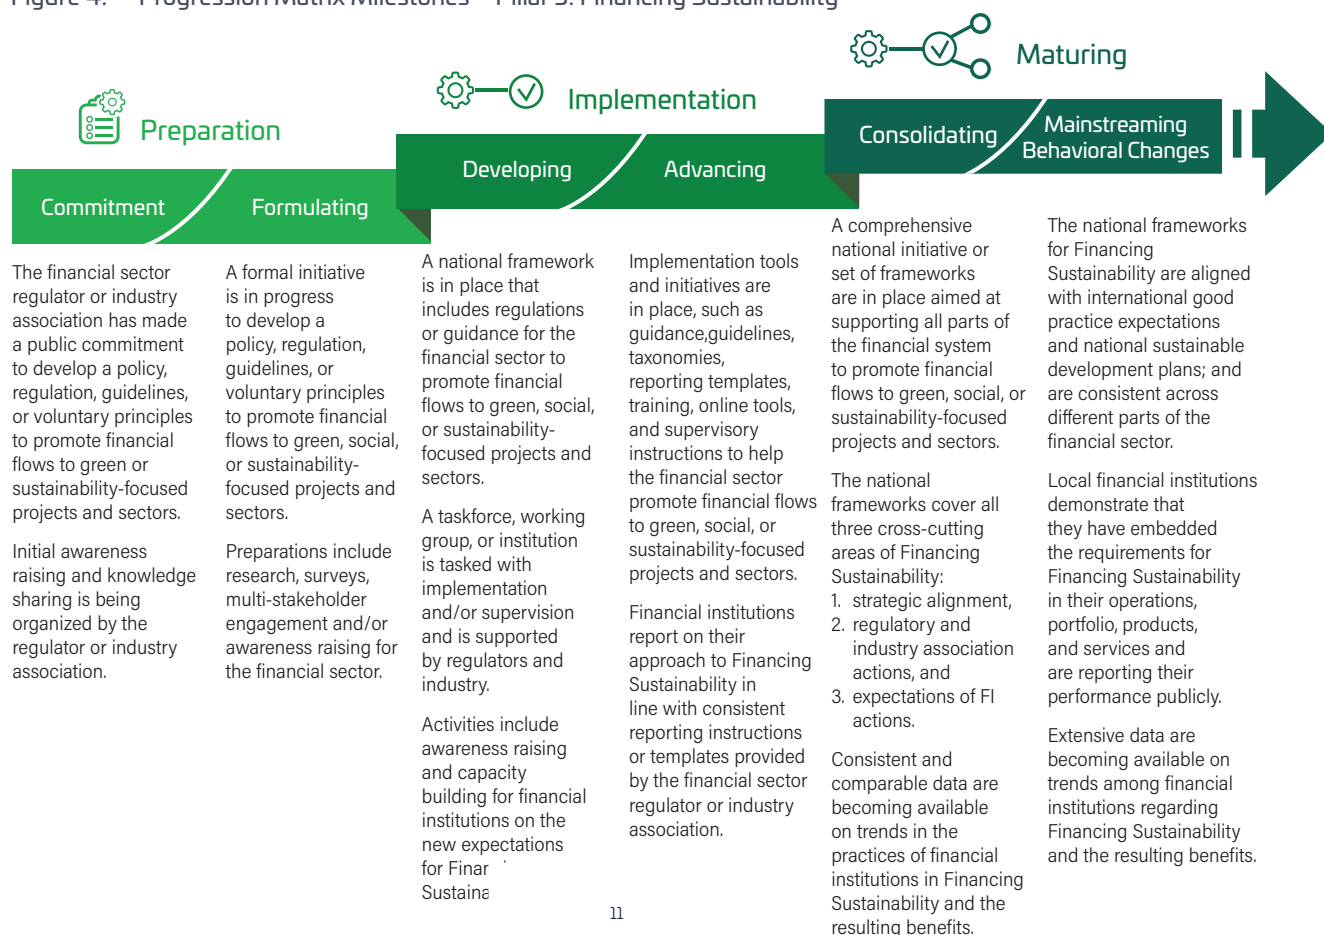 Figure 4. Progression Matrix Milestones – Pillar 3: Financing Sustainability
Preparation
Commitment
Formulating
The financial sector
regulator or industry
association has made
a public commitment
to develop a policy,
regulation, guidelines,
or voluntary principles
to promote financial
flows to green or
sustainability-focused
projects and sectors.
Initial awareness
raising and knowledge
sharing is being
organized by the
regulator or industry
association.
A formal initiative
is in progress
to develop a
policy, regulation,
guidelines, or
voluntary principles
to promote financial
flows to green, social,
or sustainability-
focused projects and
sectors.
Preparations include
research, surveys,
multi-stakeholder
engagement and/or
awareness raising for
the financial sector.
Implementation
Developing
Advancing
A national framework
is in place that
includes regulations
or guidance for the
financial sector to
promote financial
flows to green, social,
or sustainability-
focused projects and
sectors.
A taskforce, working
group, or institution
is tasked with
implementation
and/or supervision
and is supported
by regulators and
industry.
Activities include
awareness raising
and capacity
building for financial
institutions on the
new expectations
for
Implementation tools
and initiatives are
in place, such as
guidance,guidelines,
taxonomies,
reporting templates,
training, online tools,
and supervisory
instructions to help
the financial sector
promote financial flows
to green, social, or
sustainability-focused
projects and sectors.
Financial institutions
report on their
approach to Financing
Sustainability in
line with consistent
reporting instructions
or templates provided
by the financial sector
regulator or industry
association.
Maturing
Consolidating
Mainstreaming
Behavioral Changes
A comprehensive
national initiative or
set of frameworks
are in place aimed at
supporting all parts of
the financial system
to promote financial
flows to green, social, or
sustainability-focused
projects and sectors.
The national
frameworks cover all
three cross-cutting
areas of Financing
Sustainability:
1. strategic alignment,
2. regulatory and
industry association
actions, and
3. expectations of FI
actions.
Consistent and
comparable data are
becoming available
on trends in the
practices of financial
institutions in Financing
Sustainability and the
resulting benefits.
The national frameworks
for Financing
Sustainability are aligned
with international good
practice expectations
and national sustainable
development plans; and
are consistent across
different parts of the
financial sector.
Local financial institutions
demonstrate that
they have embedded
the requirements for
Financing Sustainability
in their operations,
portfolio, products,
and services and
are reporting their
performance publicly.
Extensive data are
becoming available on
trends among financial
institutions regarding
Financing Sustainability
and the resulting benefits.
11